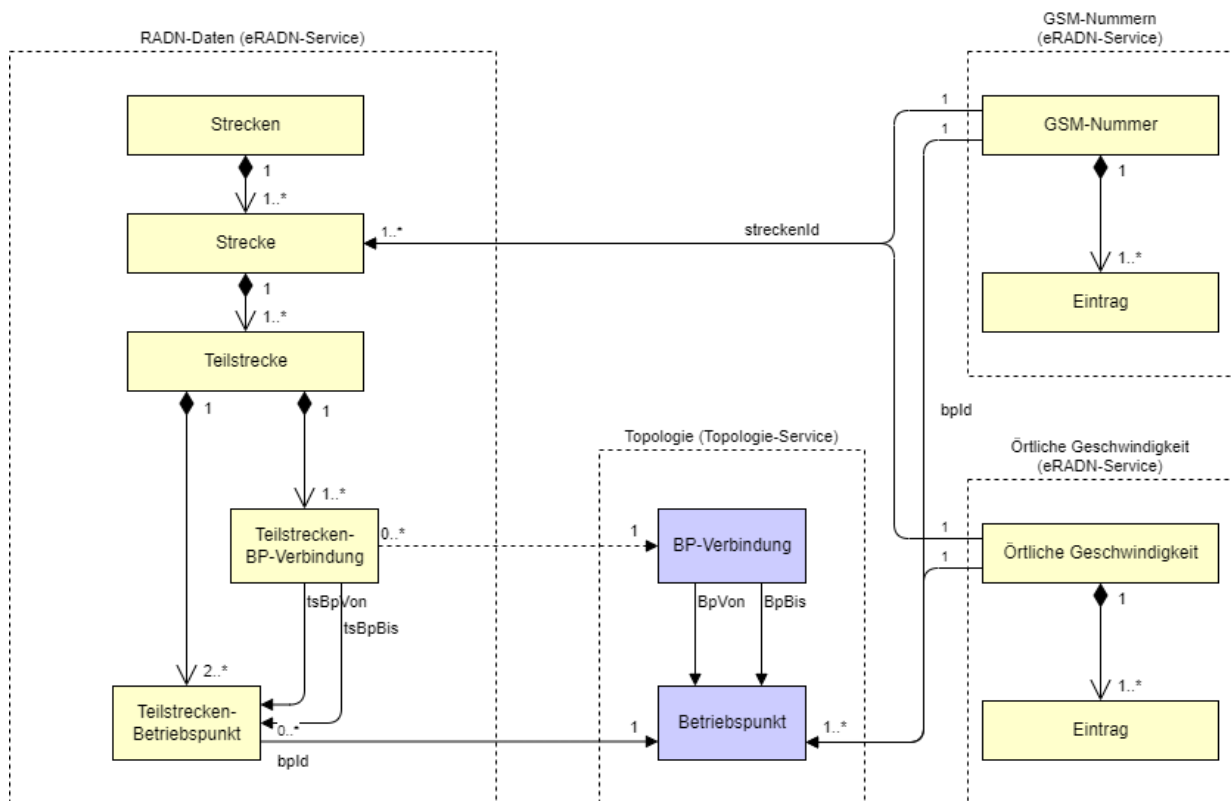 RADN-Daten (eRADN-Service)
Strecken
1
1..*
Strecke
1
1..*
Teilstrecke
1
1
1..*
Teilstrecken-
BP-Verbindung
0..*
tsBpVon
tsBpBis
2..*
Teilstrecken-
Betriebspunkt
0..*
bpId
1..*
streckenId
Topologie (Topologie-Service)
1
BP-Verbindung
BpVon
BpBis
1
Betriebspunkt
1..*
GSM-Nummern
(eRADN-Service)
1
1
GSM-Nummer
1
1..*
Eintrag
bpId
Örtliche Geschwindigkeit
(eRADN-Service)
1
1
Örtliche Geschwindigkeit
1
1..*
Eintrag